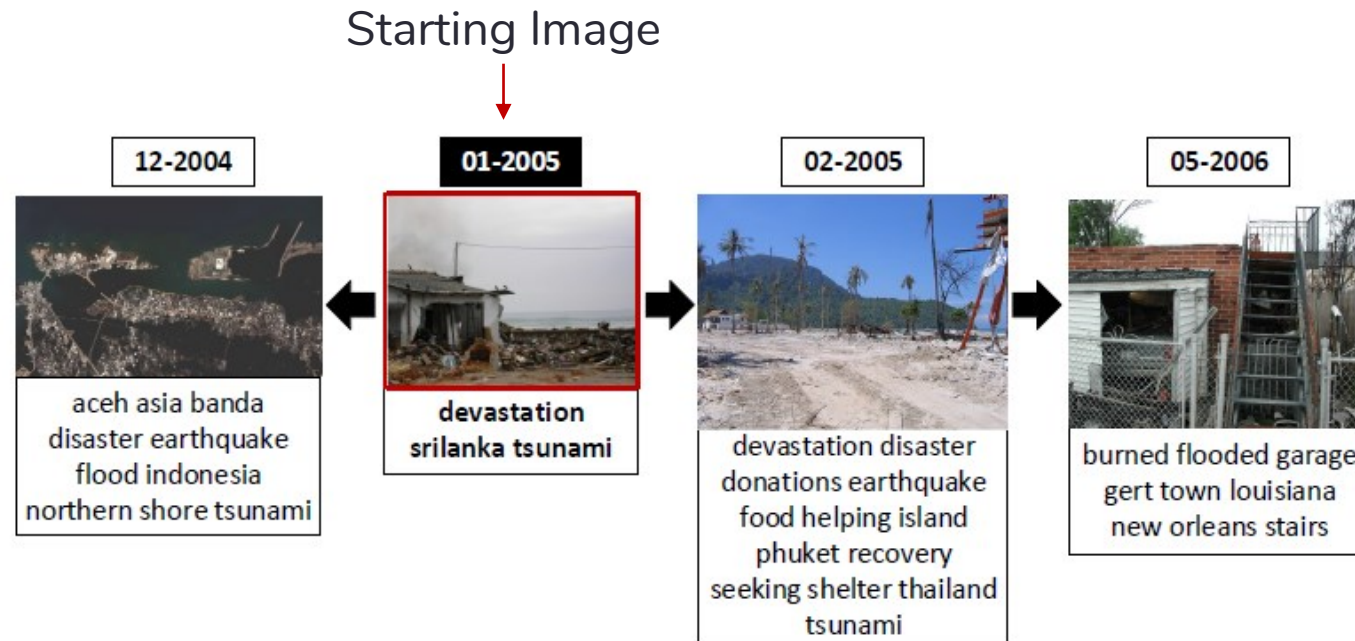 Starting Image
12-2004
01-2005
02-2005
05-2006
aceh asia banda
disaster earthquake
flood indonesia
northern shore tsunami
devastation
srilanka tsunami
devastation disaster
donations earthquake
food helping island
phuket recovery
seeking shelter thailand
tsunami
burned flooded garage
gert town louisiana
new orleans stairs